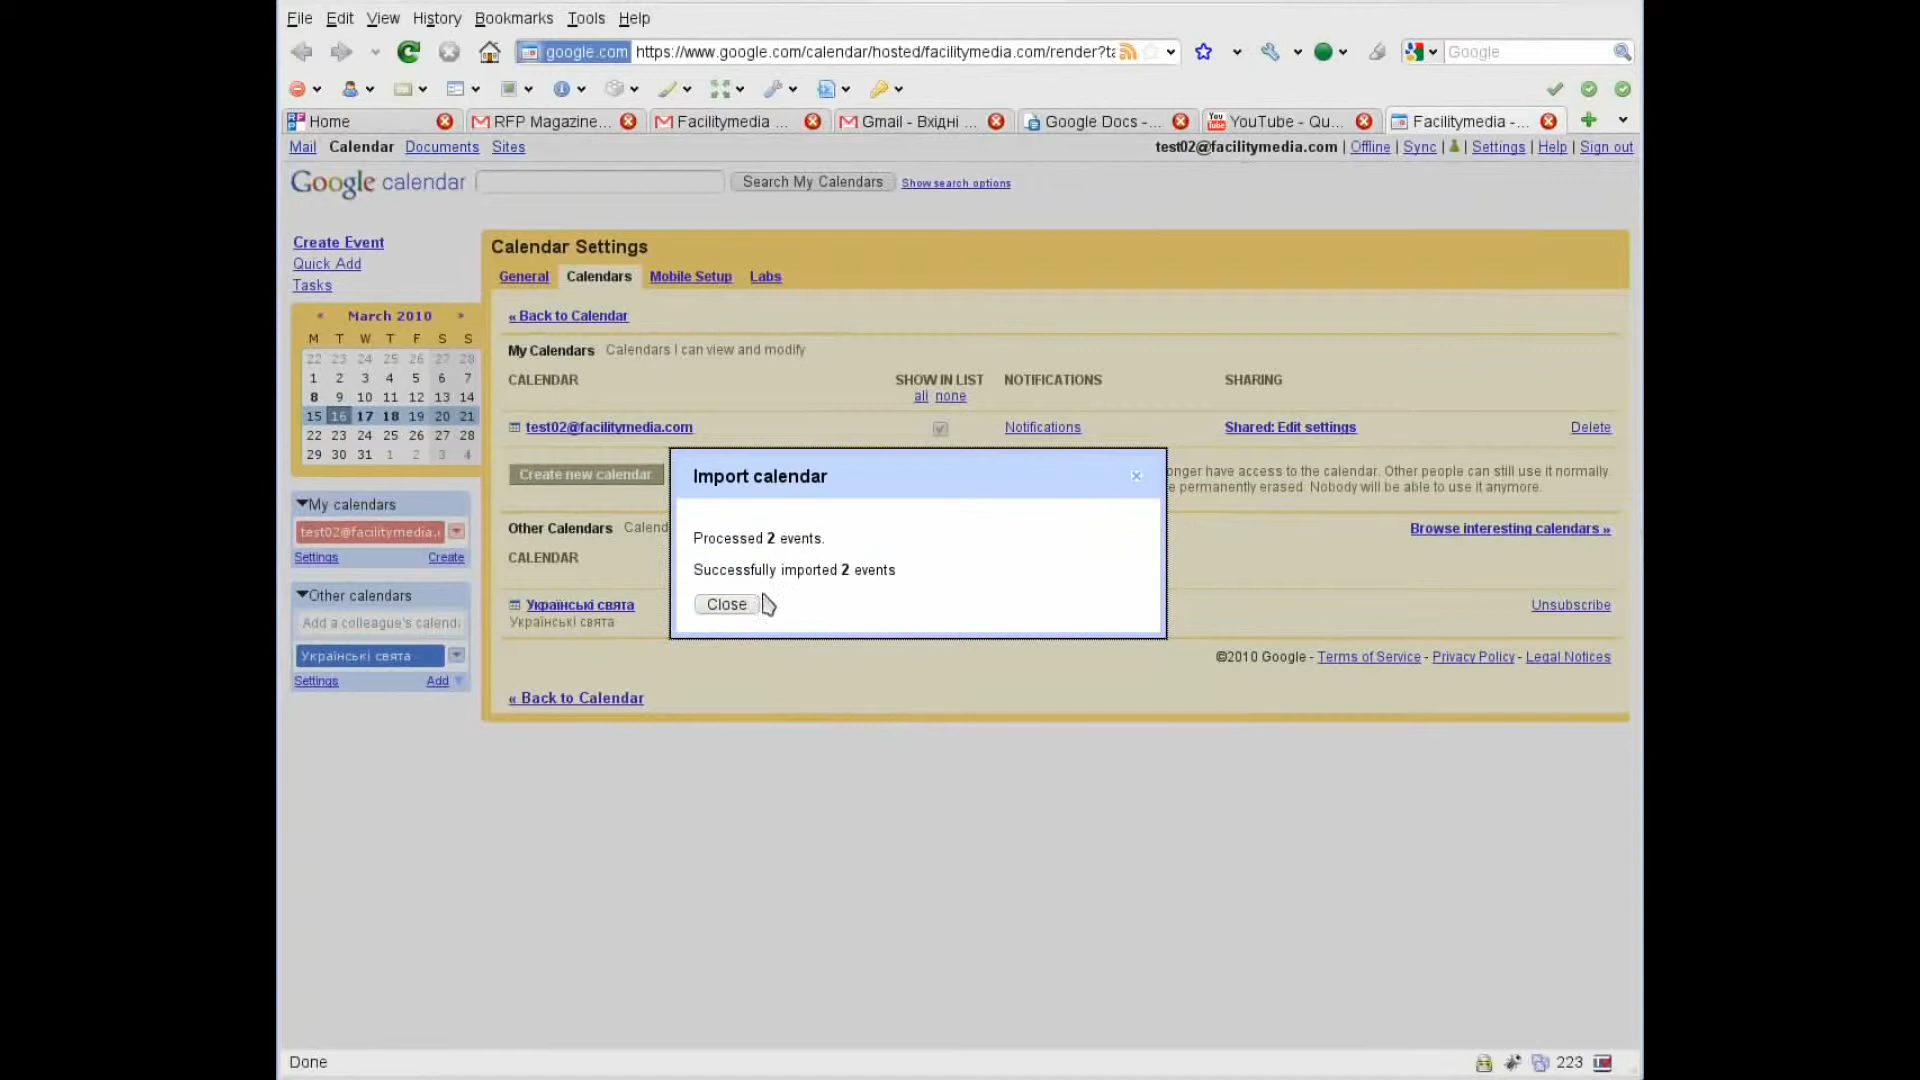 File Edit View History Bookmarks Tools Help
google.com https://www.google.com/calendar/hosted/facilitymedia.com/render?ta
Google
Home RFP Magazine... Facilitymedia ... Gmail - Вхідні ... Google Docs -... YouTube - Qu... Facilitymedia -...
Mail Calendar Documents Sites
test02@facilitymedia.com | Offline | Sync | | Settings | Help | Sign out
Google calendar Search My Calendars Show search options
Create Event
Quick Add
Tasks
« March 2010 »
M T W T F S S
22 23 24 25 26 27 28
1 2 3 4 5 6 7
8 9 10 11 12 13 14
15 16 17 18 19 20 21
22 23 24 25 26 27 28
29 30 31 1 2 3 4
My calendars
test02@facilitymedia.
Settings Create
Other calendars
Add a colleague's calend
Українські свята
Settings Add
Calendar Settings
General Calendars Mobile Setup Labs
« Back to Calendar
My Calendars Calendars I can view and modify
CALENDAR SHOW IN LIST NOTIFICATIONS SHARING
all none
test02@facilitymedia.com Notifications Shared: Edit settings Delete
Create new calendar
onger have access to the calendar. Other people can still use it normally
e permanently erased. Nobody will be able to use it anymore.
Import calendar
Processed 2 events.
Successfully imported 2 events
Close
Other Calendars Calend
Browse interesting calendars »
CALENDAR
Українські свята Unsubscribe
Українські свята
©2010 Google - Terms of Service - Privacy Policy - Legal Notices
« Back to Calendar
Done
223